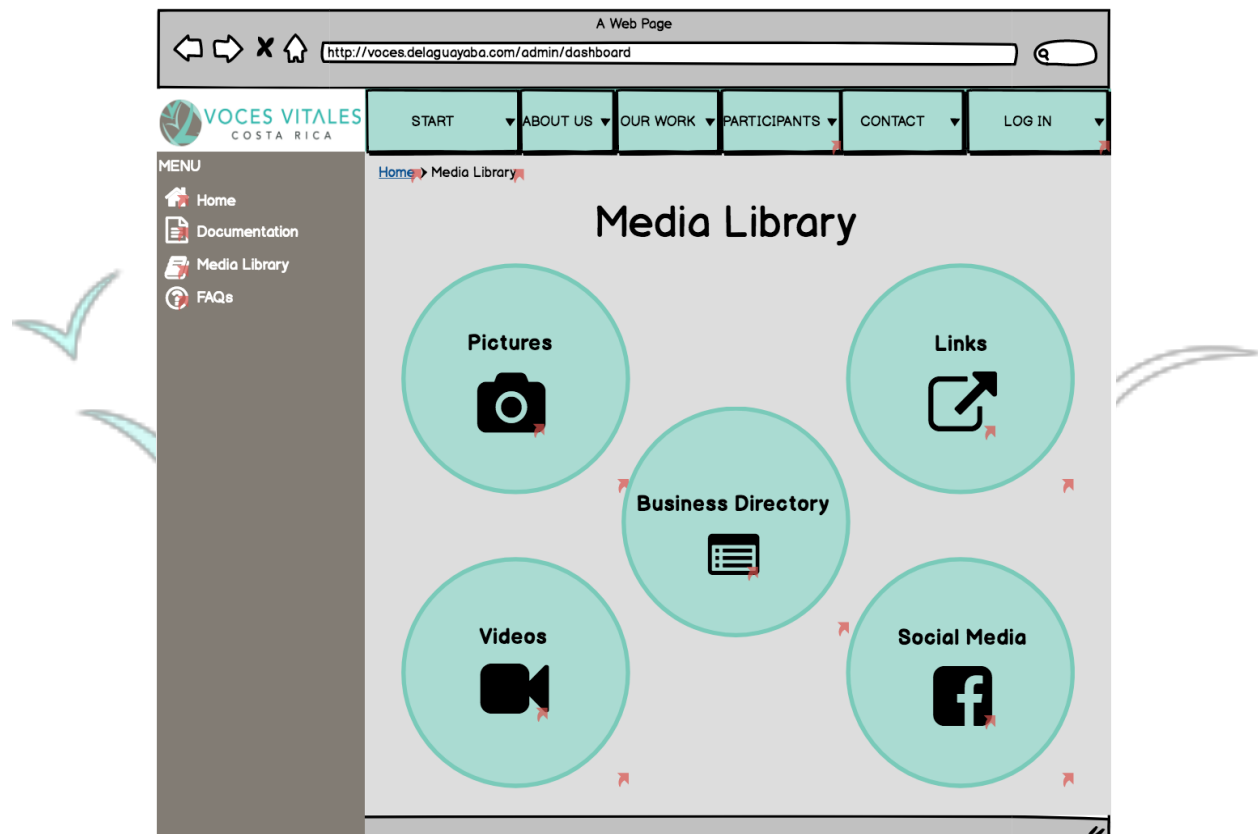 A Web Page
http://voces.delaguayaba.com/admin/dashboard
VOCES VITALES
COSTA RICA
START
ABOUT US
OUR WORK
PARTICIPANTS
CONTACT
LOG IN
MENU
Home
Documentation
Media Library
FAQs
Home > Media Library
Media Library
Pictures
Links
Business Directory
Videos
Social Media